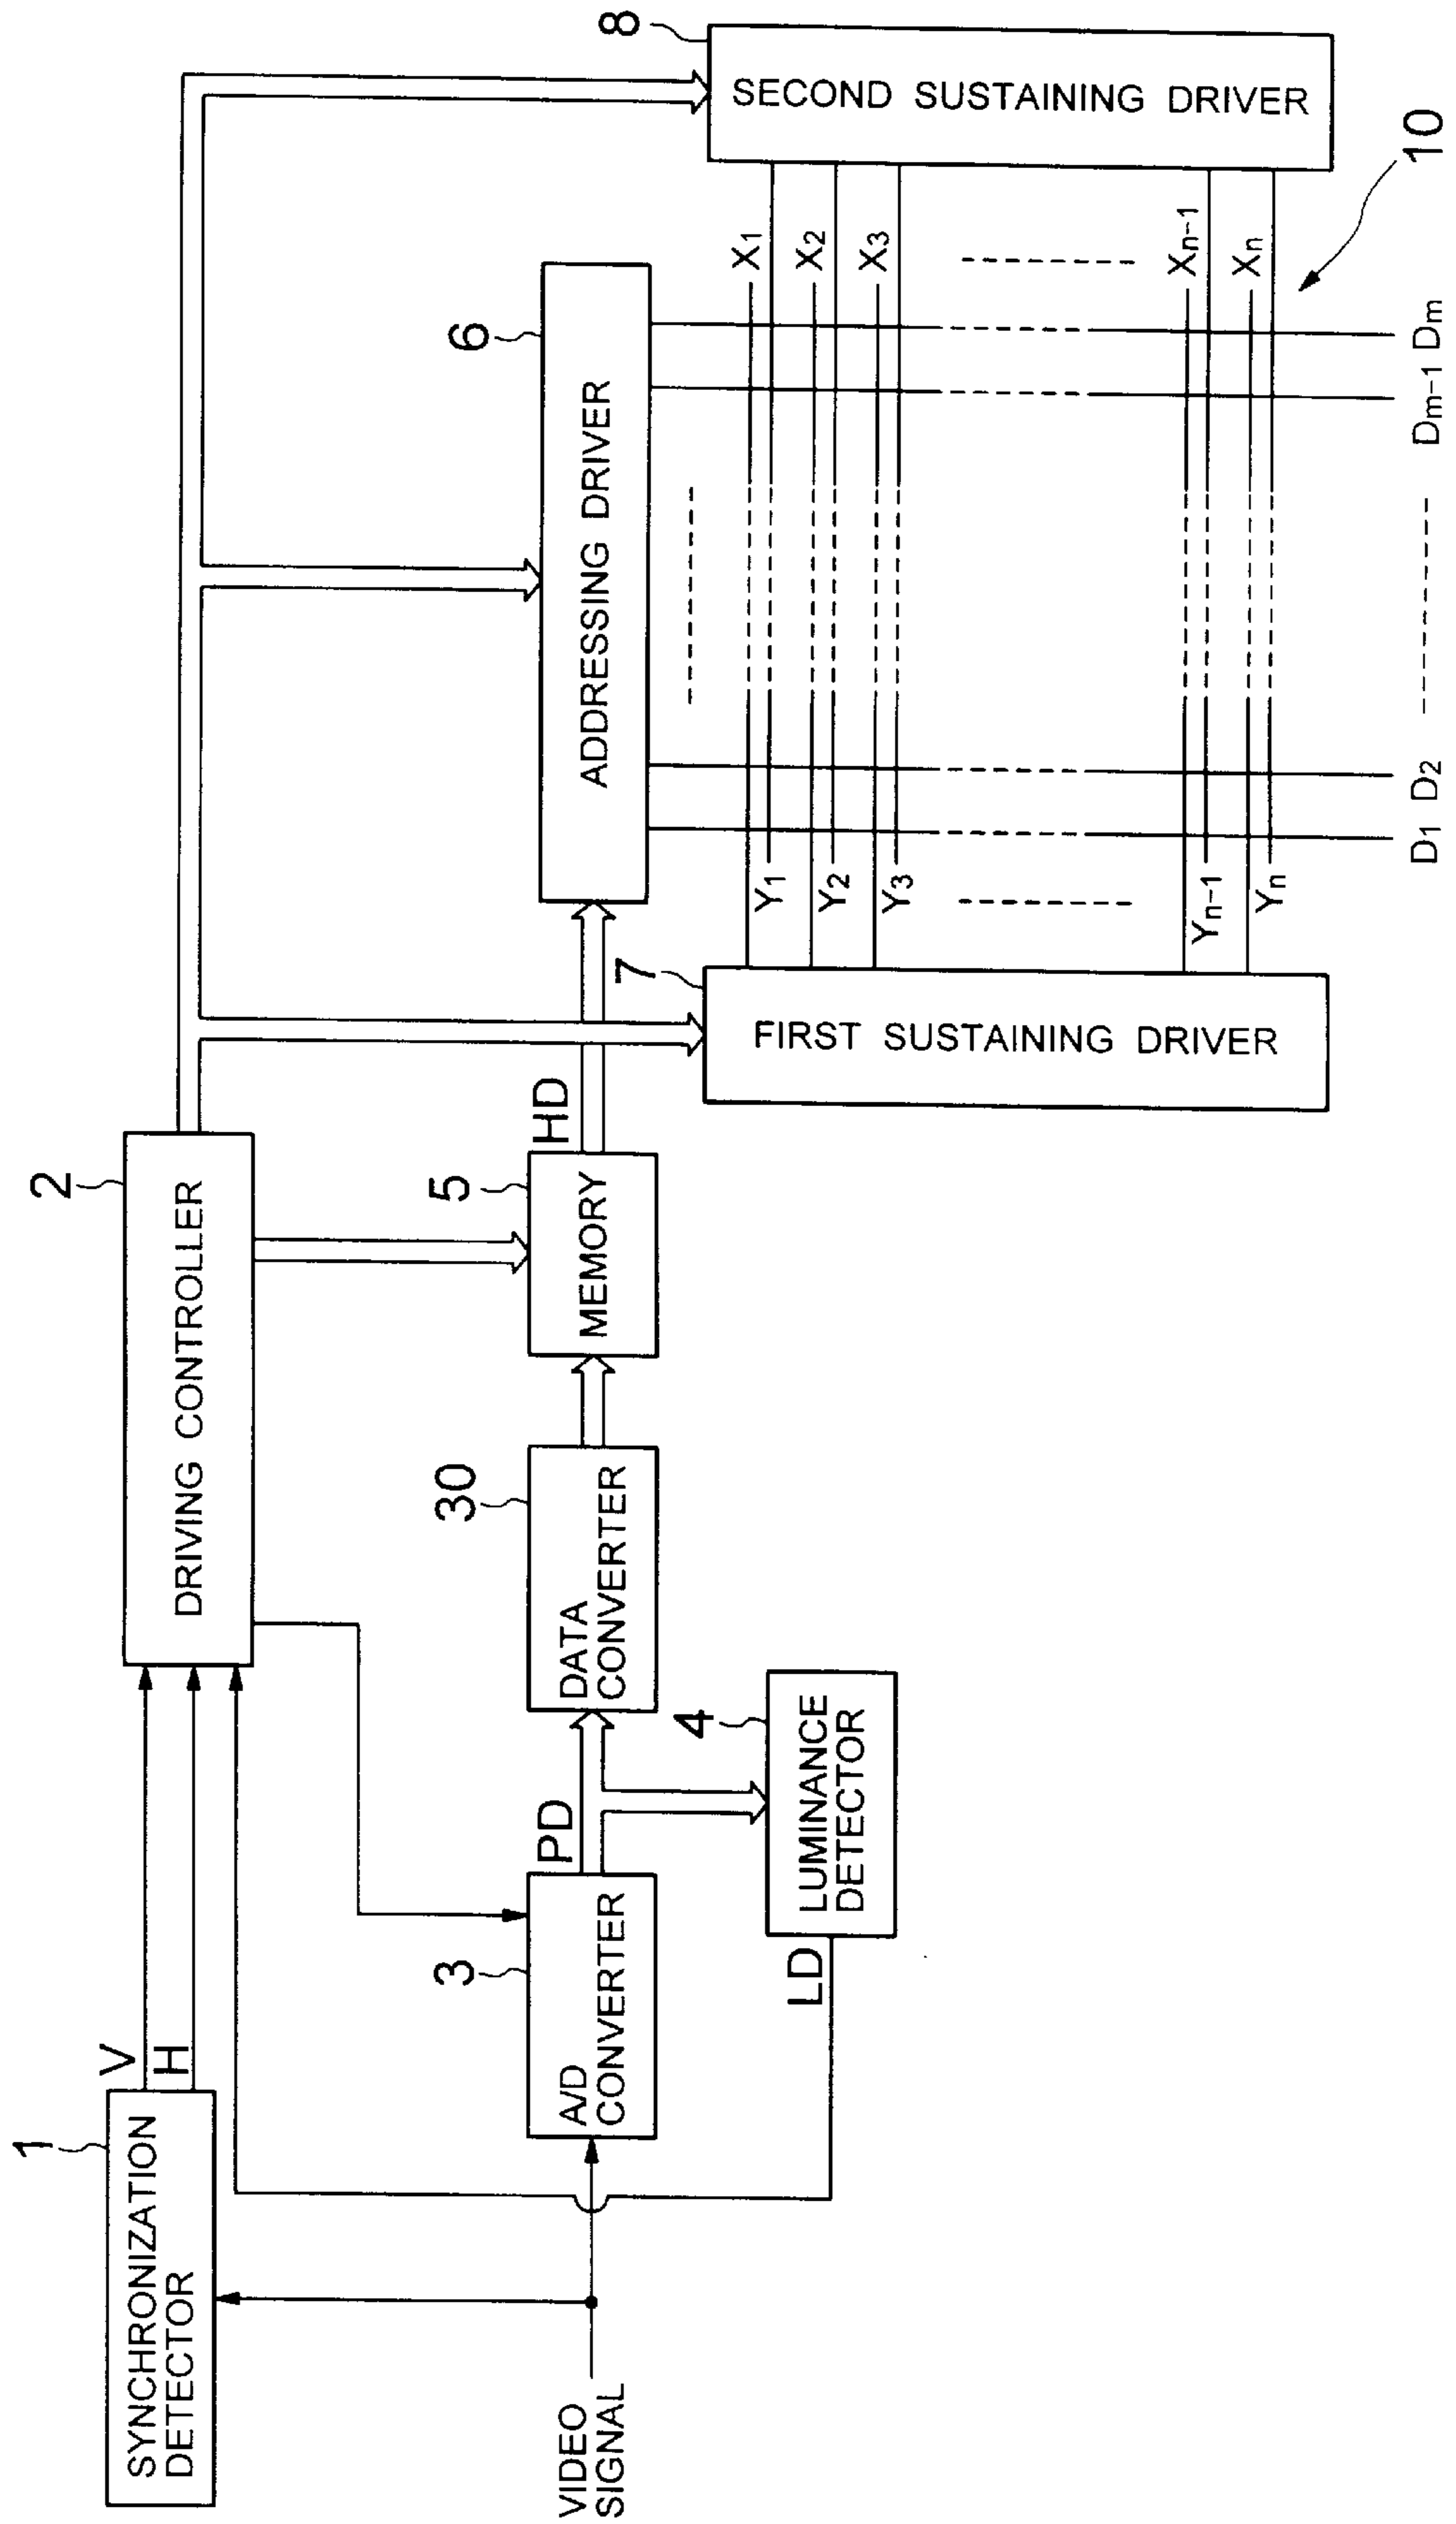 1
SYNCHRONIZATION
DETECTOR
V
H
2
DRIVING CONTROLLER
VIDEO
SIGNAL
3
A/D
CONVERTER
PD
30
DATA
CONVERTER
5
MEMORY
HD
6
ADDRESSING DRIVER
4
LUMINANCE
DETECTOR
LD
7
FIRST SUSTAINING DRIVER
8
SECOND SUSTAINING DRIVER
Y1
Y2
Y3
Yn-1
Yn
X1
X2
X3
Xn-1
Xn
D1 D2 Dm-1 Dm
10